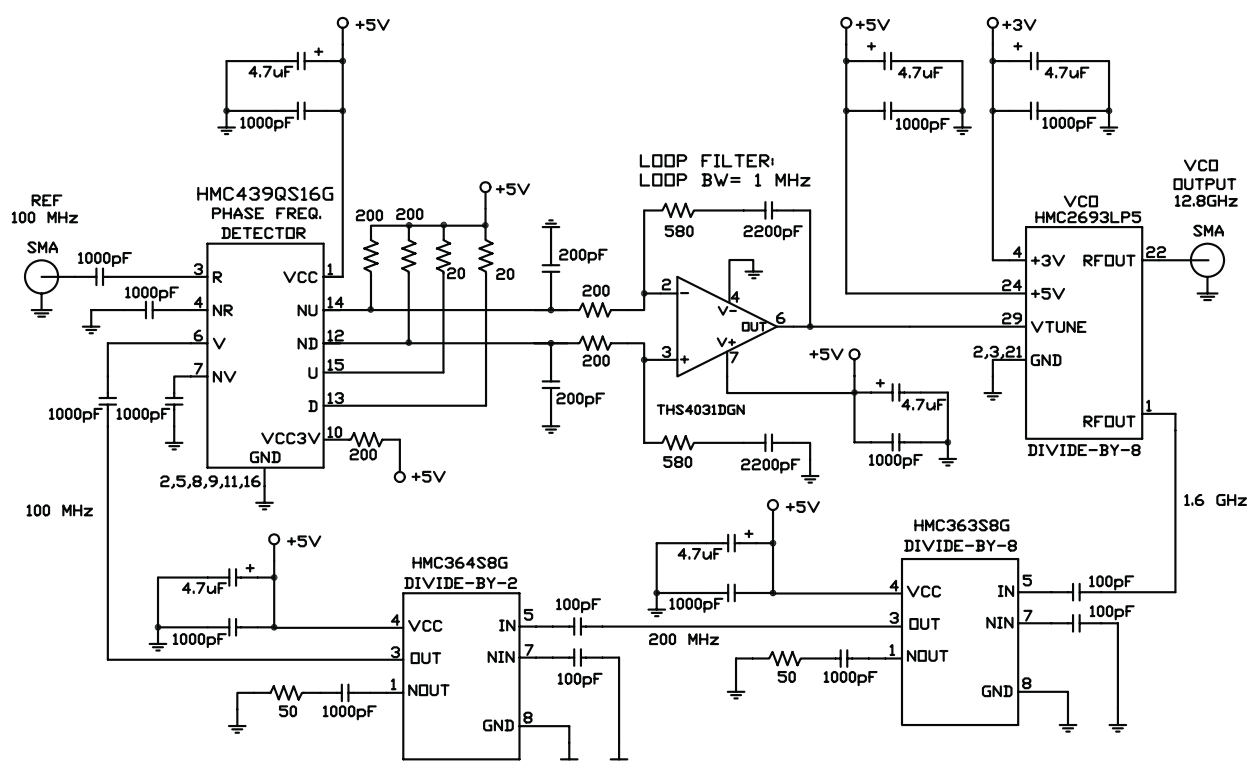 +5V
+
4.7uF
1000pF
+5V
+
4.7uF
1000pF
+3V
+
4.7uF
1000pF
REF
100 MHz
SMA
1000pF
1000pF
HMC439QS16G
PHASE FREQ.
DETECTOR
3 R
4 NR
6 V
7 NV
VCC 1
NU 14
ND 12
U 15
D 13
VCC3V 10
GND
2,5,8,9,11,16
1000pF
1000pF
200
+5V
200 200
+5V
20
20
200pF
200pF
200
200
LOOP FILTER:
LOOP BW= 1 MHz
580
2200pF
2
−
3
+
4
V−
OUT
6
V+
7
THS4031DGN
580
2200pF
+5V
+
4.7uF
1000pF
VCO
HMC2693LP5
4 +3V
24 +5V
29 VTUNE
2,3,21 GND
RFOUT 22
RFOUT 1
DIVIDE-BY-8
VCO
OUTPUT
12.8GHz
SMA
1.6 GHz
100 MHz
+5V
+
4.7uF
1000pF
HMC364S8G
DIVIDE-BY-2
4 VCC
3 OUT
1 NOUT
IN 5
NIN 7
GND 8
50
1000pF
100pF
100pF
200 MHz
+5V
+
4.7uF
1000pF
HMC363S8G
DIVIDE-BY-8
4 VCC
3 OUT
1 NOUT
IN 5
NIN 7
GND 8
50
1000pF
100pF
100pF